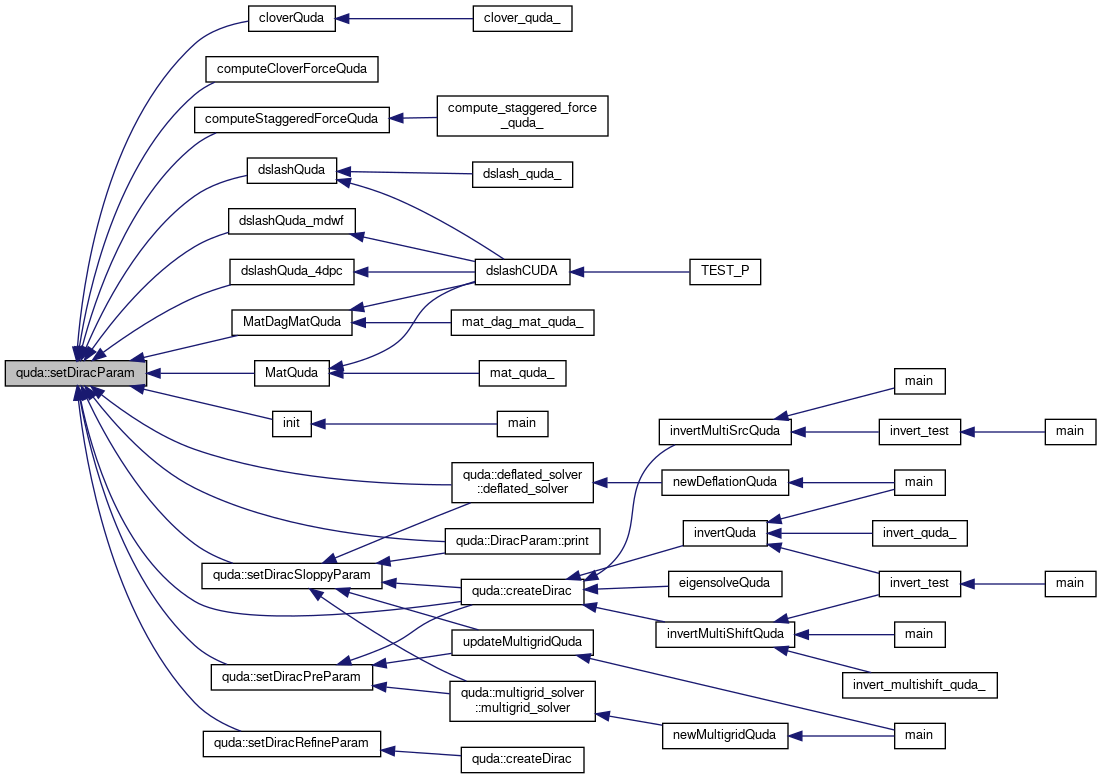 cloverQuda
clover_quda_
computeCloverForceQuda
computeStaggeredForceQuda
compute_staggered_force
_quda_
dslashQuda
dslash_quda_
dslashQuda_mdwf
dslashQuda_4dpc
dslashCUDA
TEST_P
MatDagMatQuda
mat_dag_mat_quda_
quda::setDiracParam
MatQuda
mat_quda_
main
init
main
invertMultiSrcQuda
invert_test
main
quda::deflated_solver
::deflated_solver
newDeflationQuda
main
quda::DiracParam::print
invertQuda
invert_quda_
quda::setDiracSloppyParam
quda::createDirac
eigensolveQuda
invert_test
main
updateMultigridQuda
invertMultiShiftQuda
main
quda::setDiracPreParam
quda::multigrid_solver
::multigrid_solver
invert_multishift_quda_
quda::setDiracRefineParam
newMultigridQuda
main
quda::createDirac